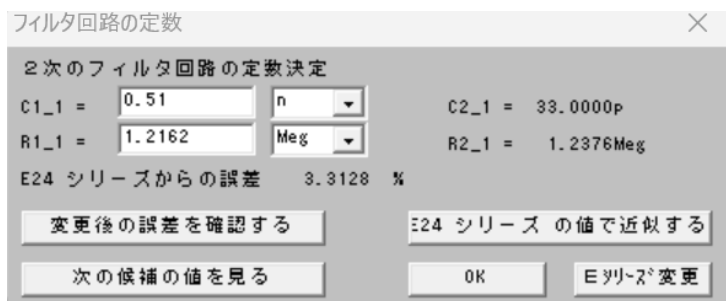 フィルタ回路の定数
2次のフィルタ回路の定数決定
C1_1 = 0.51 n C2_1 = 33.0000p
R1_1 = 1.2162 Meg R2_1 = 1.2376Meg
E24 シリーズからの誤差 3.3128 %
変更後の誤差を確認する E24 シリーズ の値で近似する
次の候補の値を見る OK Eシリーズ変更